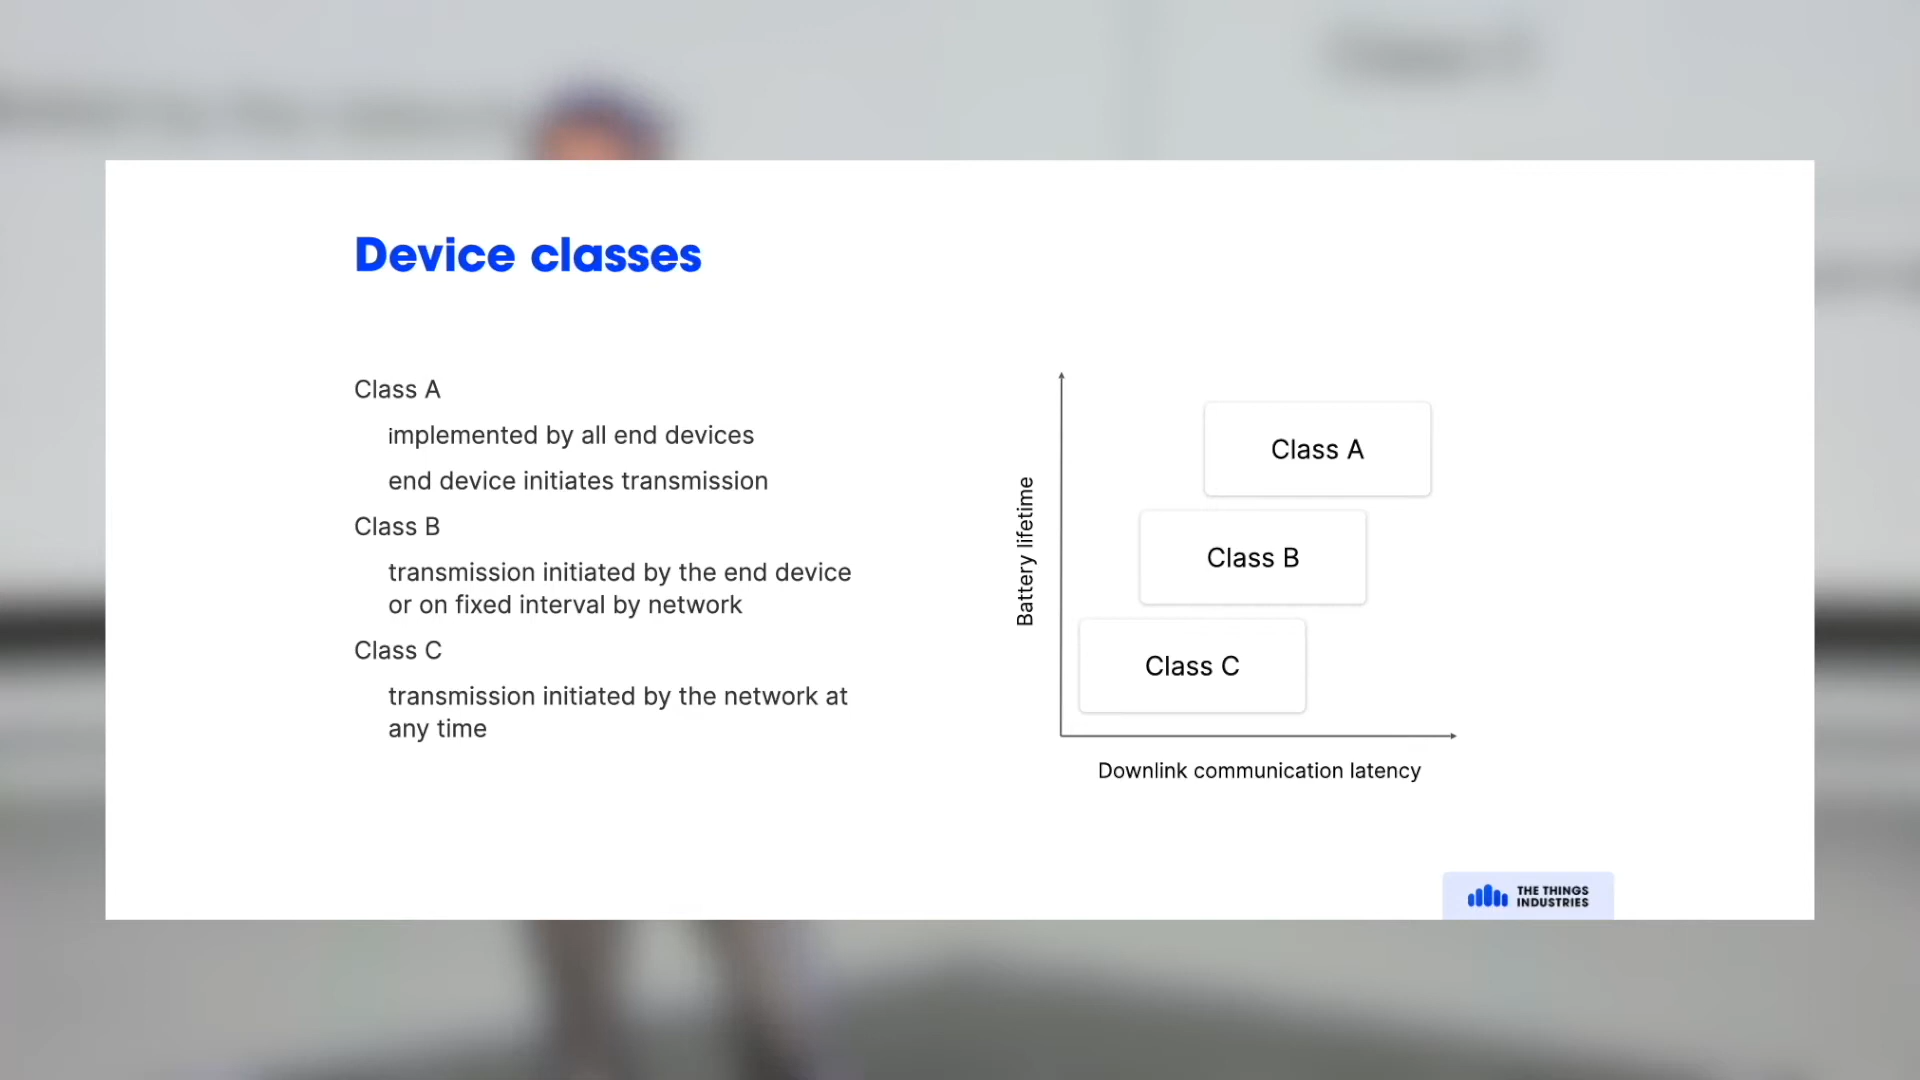 Device classes
Class A
implemented by all end devices
end device initiates transmission
Class B
transmission initiated by the end device
or on fixed interval by network
Class C
transmission initiated by the network at
any time
Battery lifetime
Class A
Class B
Class C
Downlink communication latency
THE THINGS
INDUSTRIES